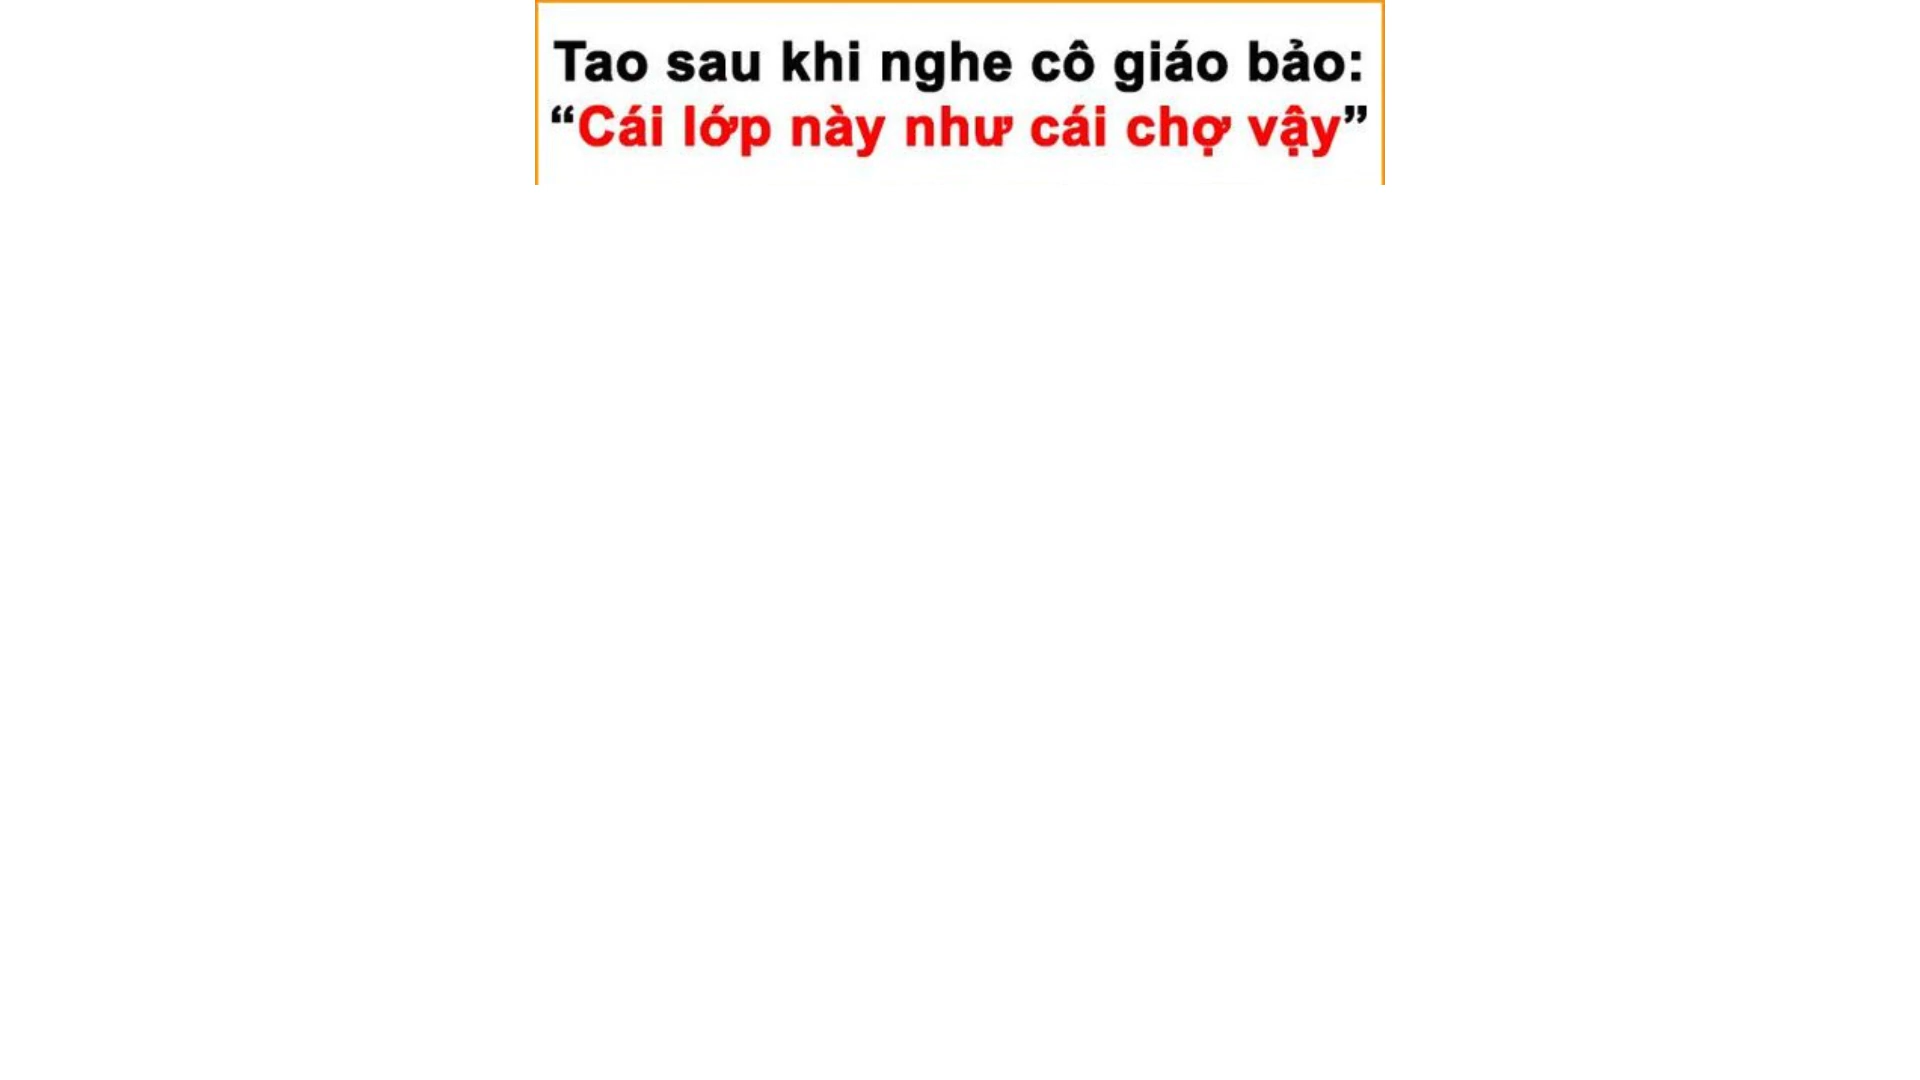 Tao sau khi nghe cô giáo bảo:
“Cái lớp này như cái chợ vậy”